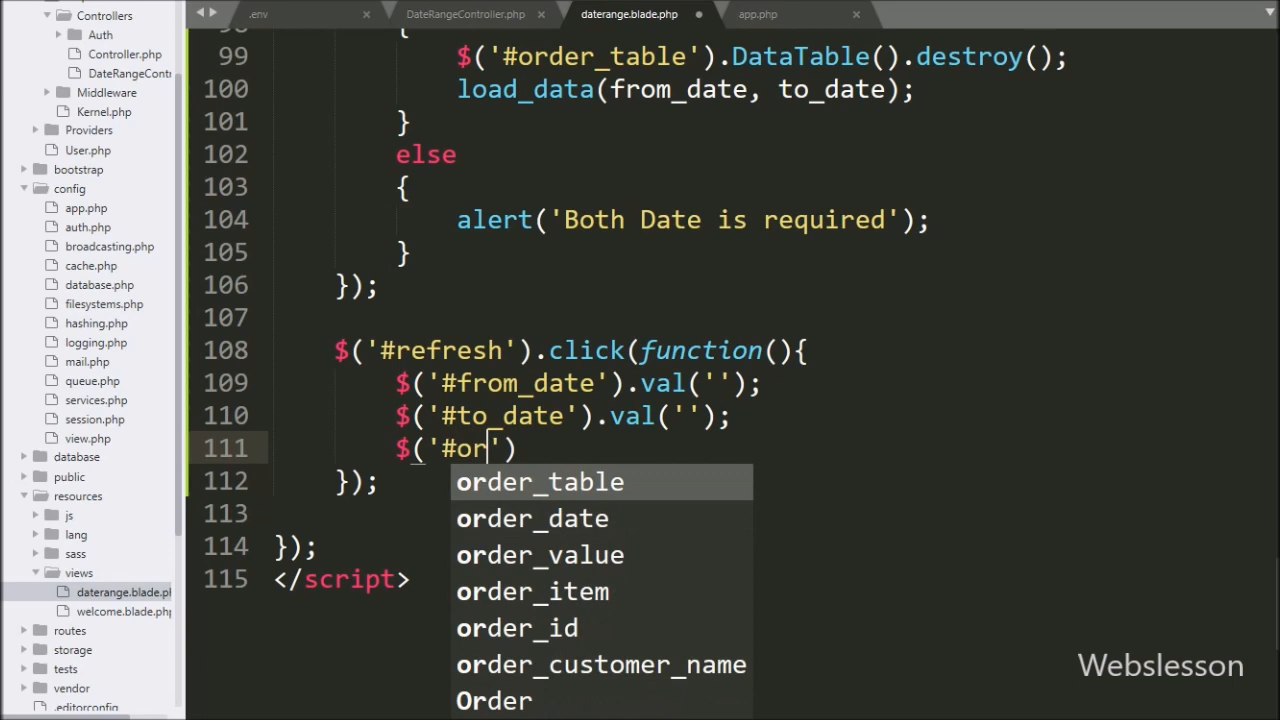 .env
DateRangeController.php
daterange.blade.php
app.php
Controllers
Auth
Controller.php
DateRangeContr
Middleware
Kernel.php
Providers
User.php
bootstrap
config
app.php
auth.php
broadcasting.php
cache.php
database.php
filesystems.php
hashing.php
logging.php
mail.php
queue.php
services.php
session.php
view.php
database
public
resources
js
lang
sass
views
daterange.blade.ph
welcome.blade.php
routes
storage
tests
vendor
.editorconfig
98 {
99 $('#order_table').DataTable().destroy();
100 load_data(from_date, to_date);
101 }
102 else
103 {
104 alert('Both Date is required');
105 }
106 });
107
108 $('#refresh').click(function(){
109 $('#from_date').val('');
110 $('#to_date').val('');
111 $('#or')
112 });
113
114 });
115 </script>
order_table
order_date
order_value
order_item
order_id
order_customer_name
Order
Webslesson